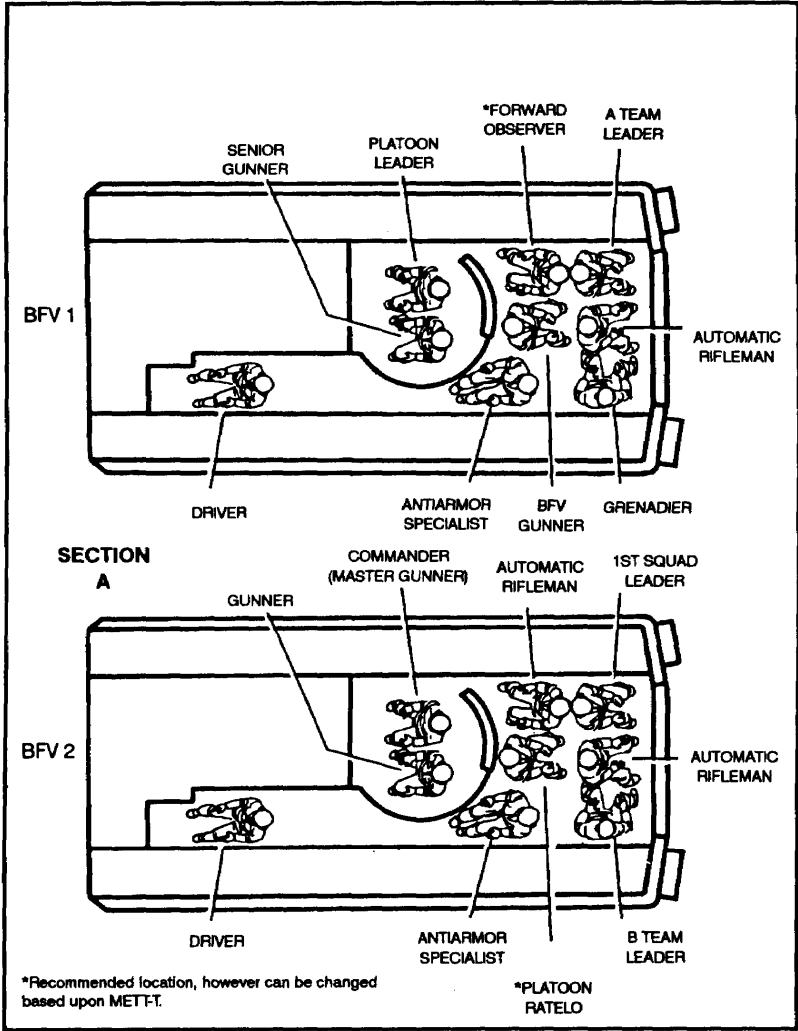 *FORWARD
OBSERVER
A TEAM
LEADER
SENIOR
GUNNER
PLATOON
LEADER
BFV 1
AUTOMATIC
RIFLEMAN
DRIVER
ANTIARMOR
SPECIALIST
BFV
GUNNER
GRENADIER
SECTION
A
COMMANDER
(MASTER GUNNER)
AUTOMATIC
RIFLEMAN
1ST SQUAD
LEADER
GUNNER
BFV 2
AUTOMATIC
RIFLEMAN
DRIVER
ANTIARMOR
SPECIALIST
*PLATOON
RATELO
B TEAM
LEADER
*Recommended location, however can be changed
based upon METT-T.